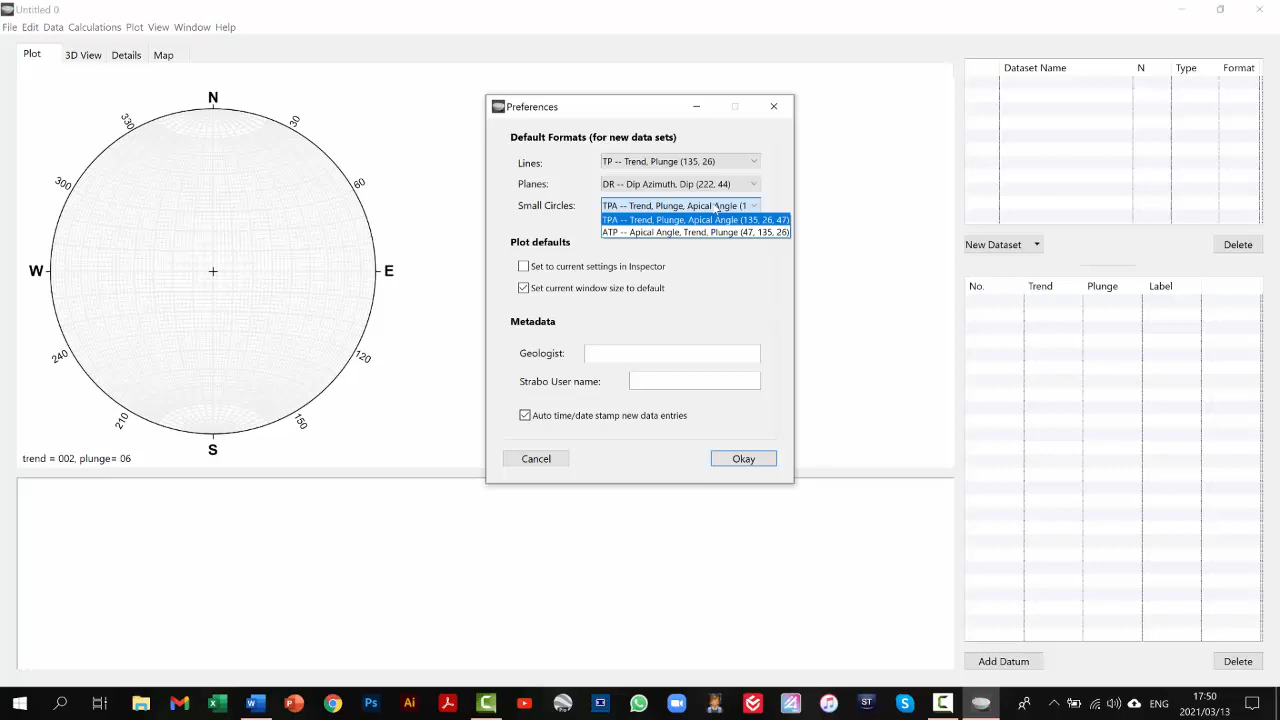 Untitled 0
File Edit Data Calculations Plot View Window Help
Plot 3D View Details Map
Dataset Name N Type Format
N
330
30
300
60
W
E
240
120
210
150
S
trend = 002, plunge= 06
Preferences
Default Formats (for new data sets)
Lines: TP -- Trend, Plunge (135, 26)
Planes: DR -- Dip Azimuth, Dip (222, 44)
Small Circles: TPA -- Trend, Plunge, Apical Angle (1
TPA -- Trend, Plunge, Apical Angle (135, 26, 47)
ATP -- Apical Angle, Trend, Plunge (47, 135, 26)
Plot defaults
Set to current settings in Inspector
Set current window size to default
Metadata
Geologist:
Strabo User name:
Auto time/date stamp new data entries
Cancel Okay
New Dataset Delete
No. Trend Plunge Label
Add Datum Delete
ENG
17:50
2021/03/13